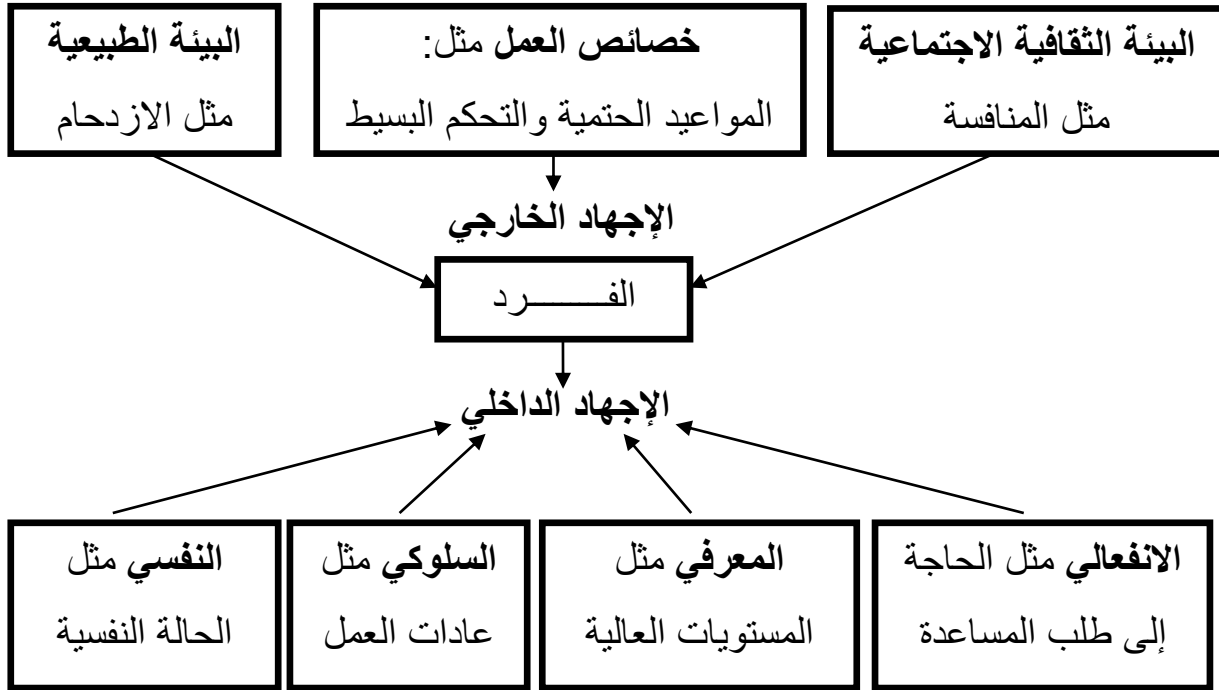 البيئة الثقافية الاجتماعية
مثل المنافسة
خصائص العمل مثل:
المواعيد الحتمية والتحكم البسيط
البيئة الطبيعية
مثل الازدحام
الإجهاد الخارجي
الفـــــــرد
الإجهاد الداخلي
الانفعالي مثل الحاجة
إلى طلب المساعدة
المعرفي مثل
المستويات العالية
السلوكي مثل
عادات العمل
النفسي مثل
الحالة النفسية